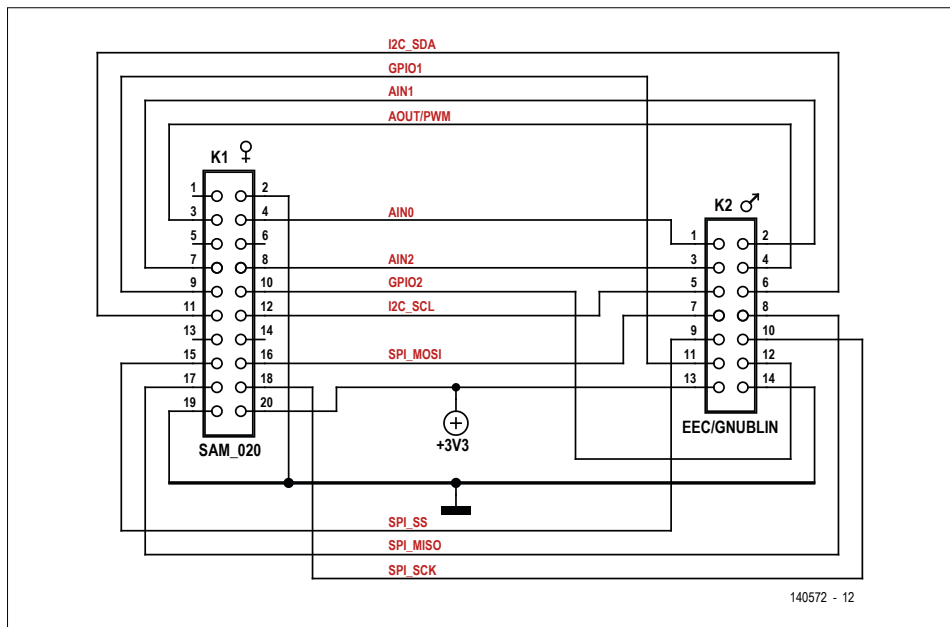 I2C_SDA
GPIO1
AIN1
AOUT/PWM
K1
1 2
3 4
5 6
7 8
9 10
11 12
13 14
15 16
17 18
19 20
SAM_020
AIN0
AIN2
GPIO2
I2C_SCL
SPI_MOSI
+3V3
K2
1 2
3 4
5 6
7 8
9 10
11 12
13 14
EEC/GNUBLIN
SPI_SS
SPI_MISO
SPI_SCK
140572 - 12